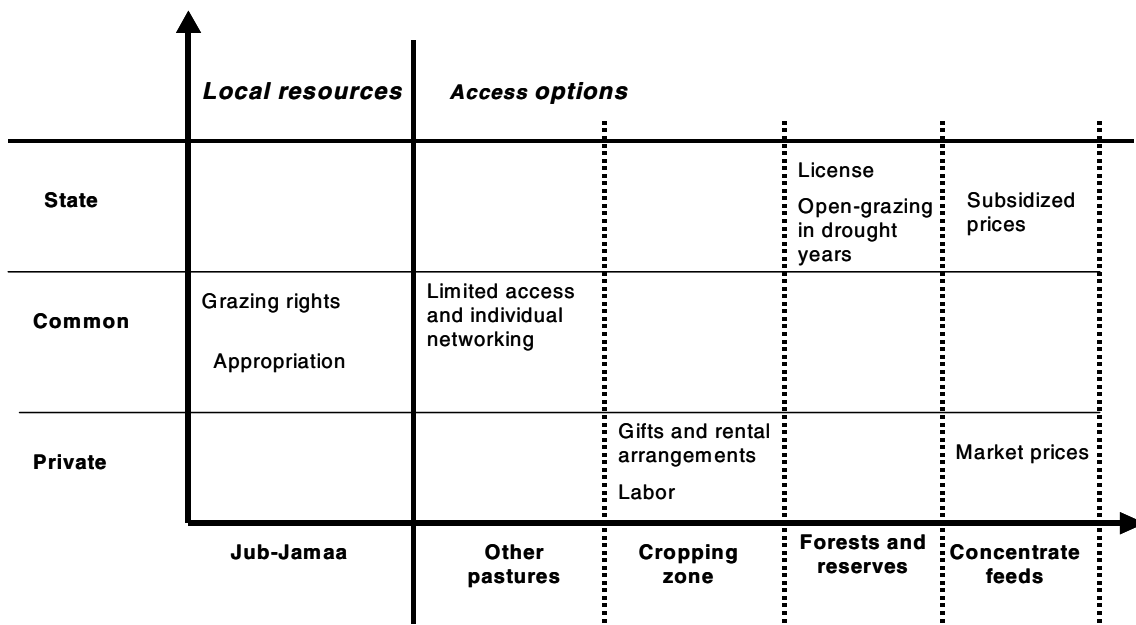 Local resources
Access options
State
License
Open-grazing
in drought
years
Subsidized
prices
Common
Grazing rights
Appropriation
Limited access
and individual
networking
Private
Gifts and rental
arrangements
Labor
Market prices
Jub-Jamaa
Other
pastures
Cropping
zone
Forests and
reserves
Concentrate
feeds